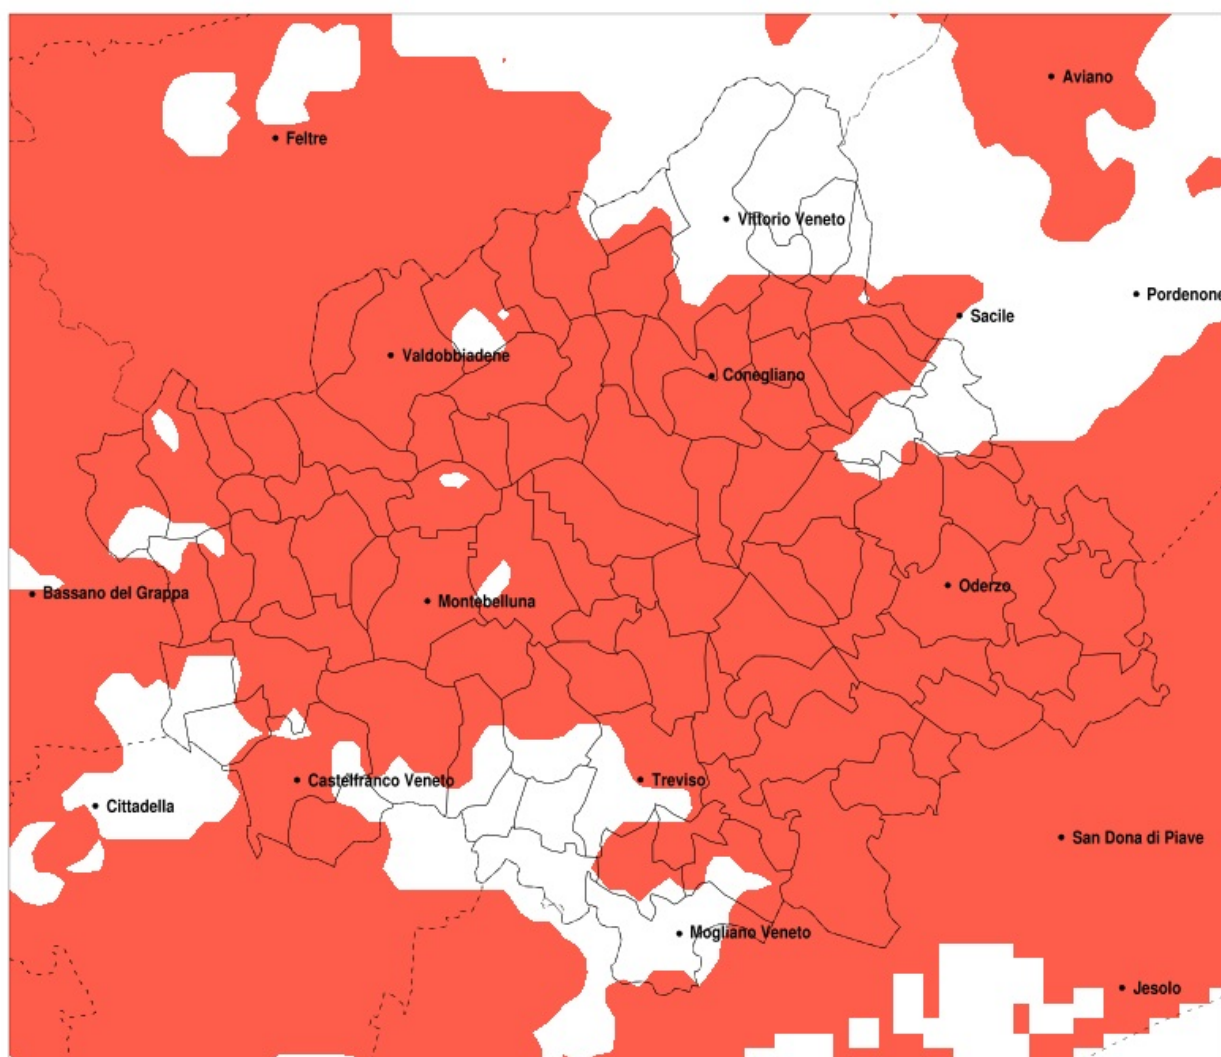 Aviano
Feltre
Vittorio Veneto
Pordenone
Sacile
Valdobbiadene
Conegliano
Bassano del Grappa
Montebelluna
Oderzo
Castelfranco Veneto
Treviso
Cittadella
San Dona di Piave
Mogliano Veneto
Jesolo